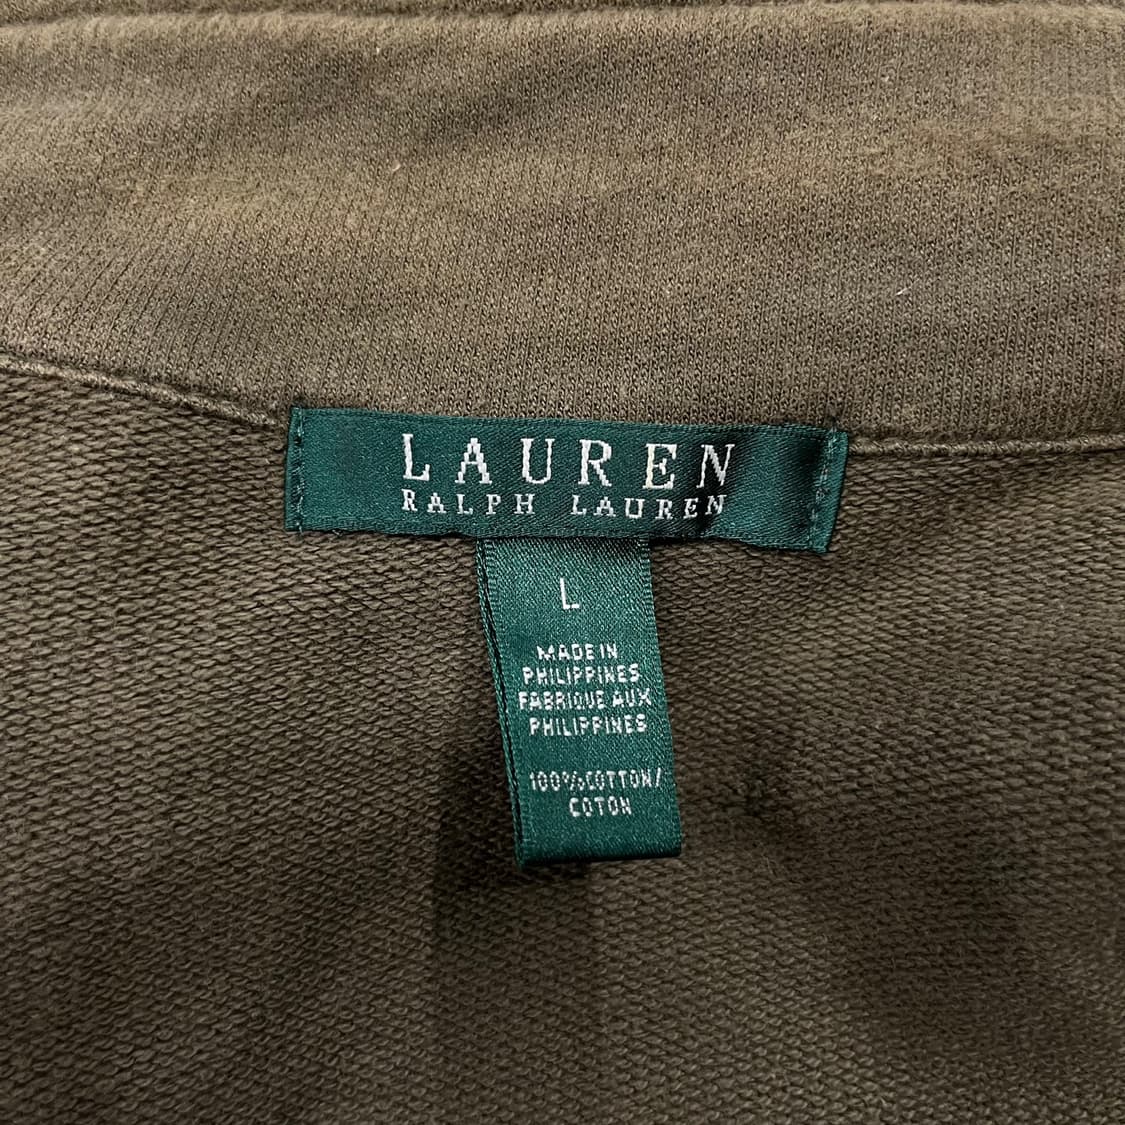 LAUREN
RALPH LAUREN
L
MADE IN
PHILIPPINES
FABRIQUE AUX
PHILIPPINES
100%COTTON/
COTON